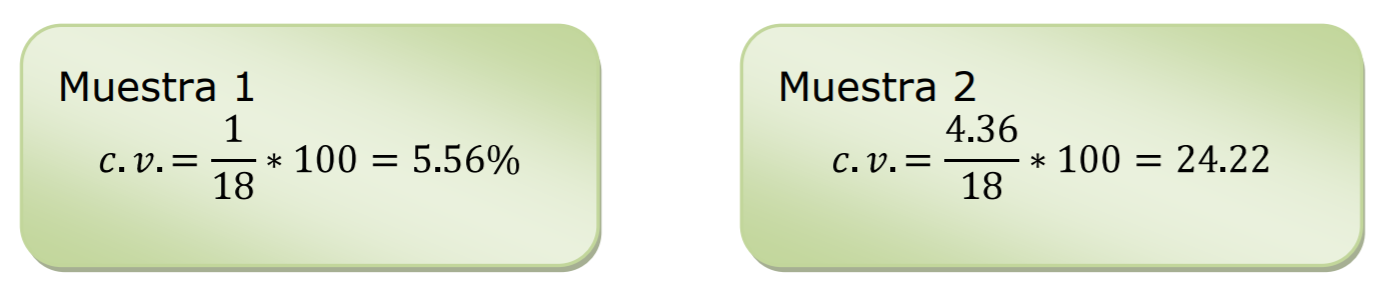 Muestra 1
c. v. = 1/18 * 100 = 5.56%
Muestra 2
c. v. = 4.36/18 * 100 = 24.22